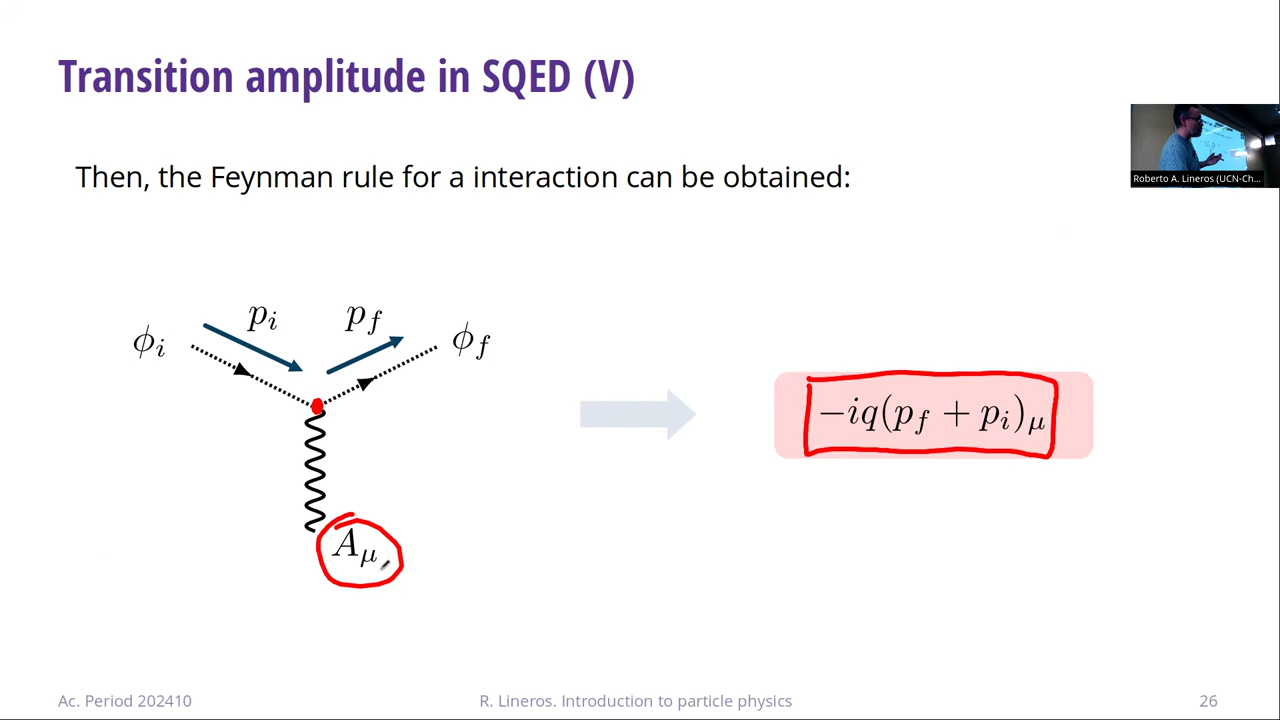 Transition amplitude in SQED (V)
Roberto A. Lineros (UCN-Ch...
Then, the Feynman rule for a interaction can be obtained:
p_i p_f
ϕ_i ϕ_f
−iq(p_f + p_i)_μ
A_μ
Ac. Period 202410 R. Lineros. Introduction to particle physics 26